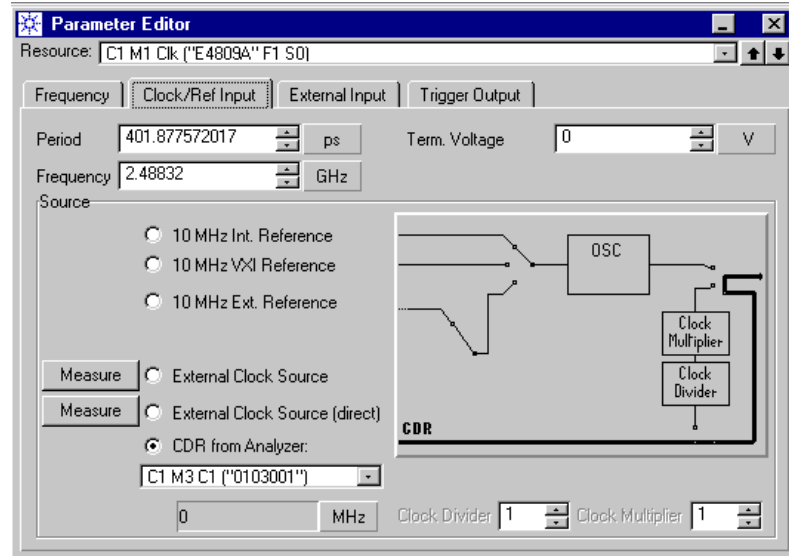 Parameter Editor
Resource: C1 M1 Clk ("E4809A" F1 S0)
Frequency Clock/Ref Input External Input Trigger Output
Period 401.877572017 ps Term. Voltage 0 V
Frequency 2.48832 GHz
Source
10 MHz Int. Reference
10 MHz VXI Reference
10 MHz Ext. Reference
OSC
Clock
Multiplier
Clock
Divider
Measure External Clock Source
Measure External Clock Source (direct)
CDR
CDR from Analyzer:
C1 M3 C1 ("0103001")
0 MHz Clock Divider 1 Clock Multiplier 1